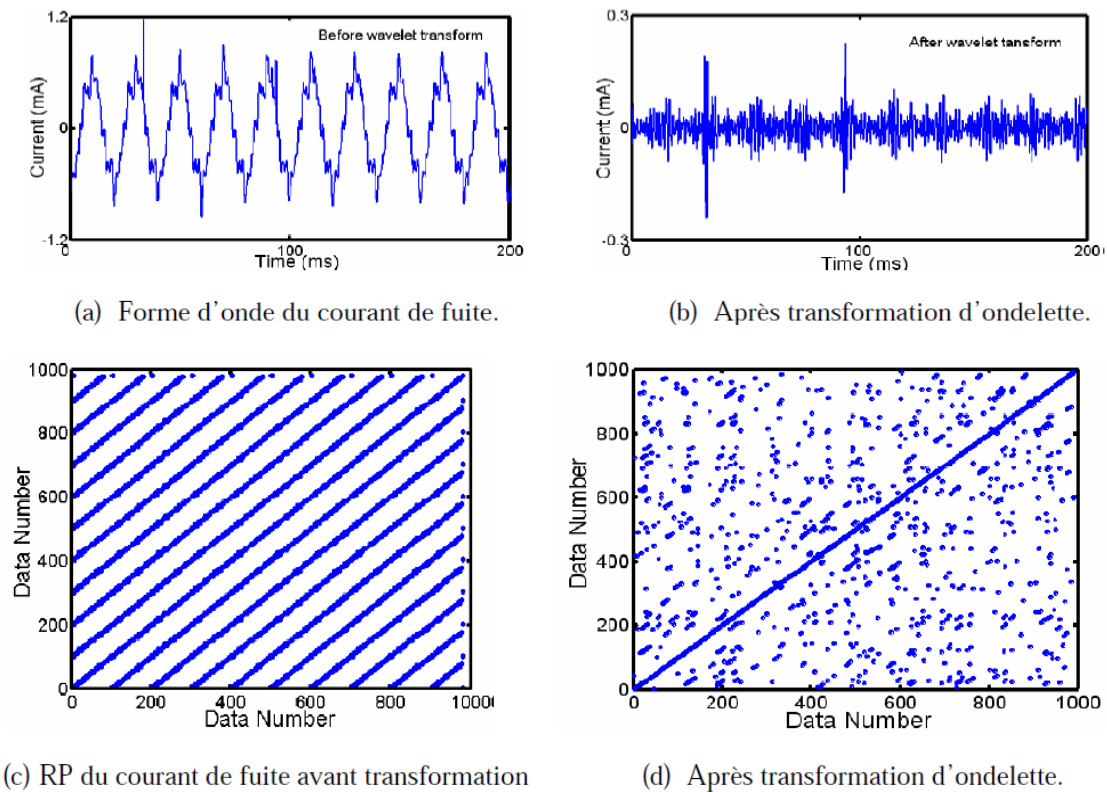 1.2
Before wavelet transform
Current (mA)
0
-1.2
0
100
200
Time (ms)
(a) Forme d'onde du courant de fuite.
0.3
After wavelet tansform
Current (mA)
0
-0.3
0
100
200
Time (ms)
(b) Après transformation d'ondelette.
1000
800
600
400
200
0
Data Number
0 200 400 600 800 1000
Data Number
(c) RP du courant de fuite avant transformation
1000
800
600
400
200
0
Data Number
0 200 400 600 800 1000
Data Number
(d) Après transformation d'ondelette.